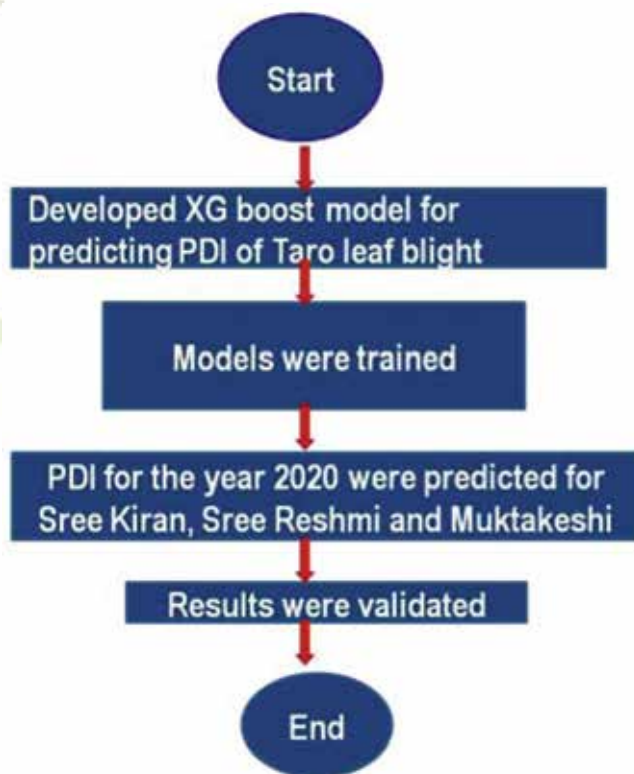 Start
Developed XG boost model for
predicting PDI of Taro leaf blight
Models were trained
PDI for the year 2020 were predicted for
Sree Kiran, Sree Reshmi and Muktakeshi
Results were validated
End